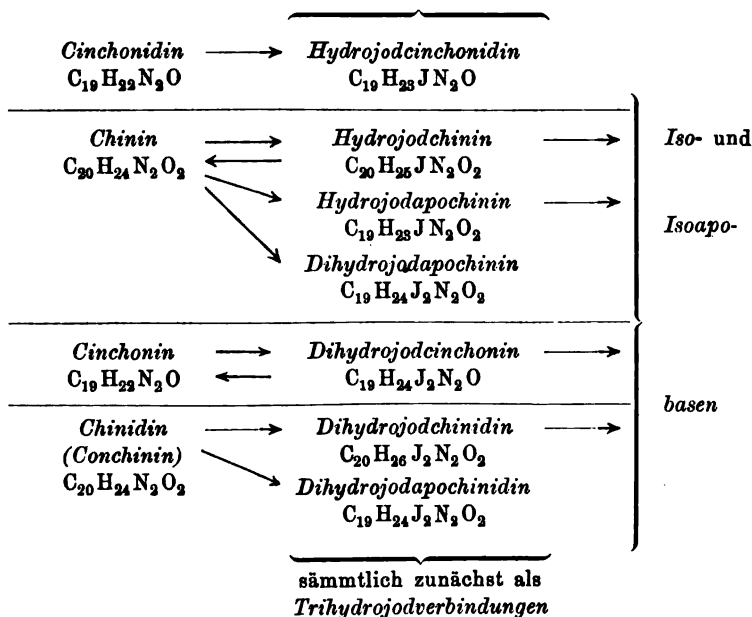 Cinchonidin → Hydrojodcinchonidin
C₁₉H₂₂N₂O C₁₉H₂₃JN₂O
Chinin → Hydrojodchinin → Iso- und
C₂₀H₂₄N₂O₂ ← C₂₀H₂₅JN₂O₂
Hydrojodapochinin →
C₁₉H₂₃JN₂O₂ Isoapo-
Dihydrojodapochinin
C₁₉H₂₄J₂N₂O₂
Cinchonin → Dihydrojodcinchonin →
C₁₉H₂₂N₂O ← C₁₉H₂₄J₂N₂O
basen
Chinidin → Dihydrojodchinidin →
(Conchinin) C₂₀H₂₆J₂N₂O₂
C₂₀H₂₄N₂O₂ Dihydrojodapochinidin
C₁₉H₂₄J₂N₂O₂
sämmtlich zunächst als
Trihydrojodverbindungen